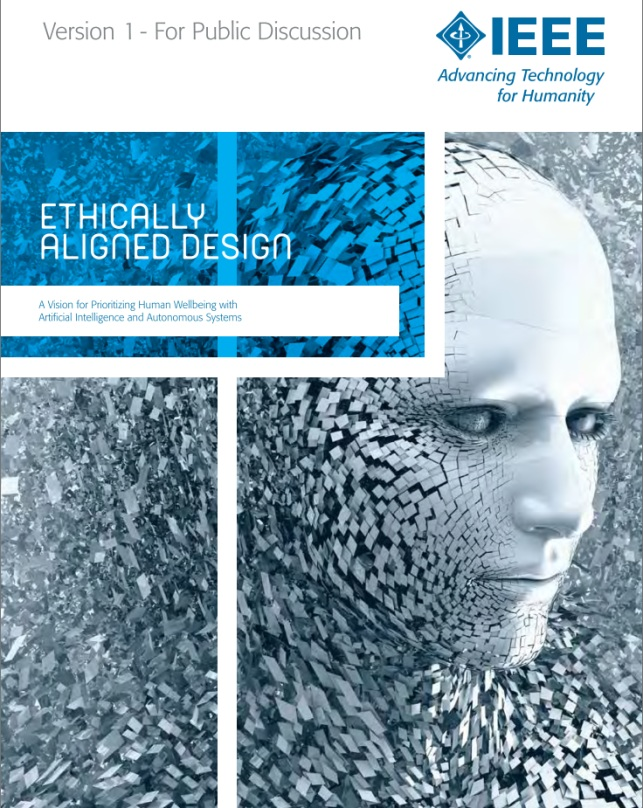 Version 1 - For Public Discussion
IEEE
Advancing Technology
for Humanity
ETHICALLY
ALIGNED DESIGN
A Vision for Prioritizing Human Wellbeing with
Artificial Intelligence and Autonomous Systems